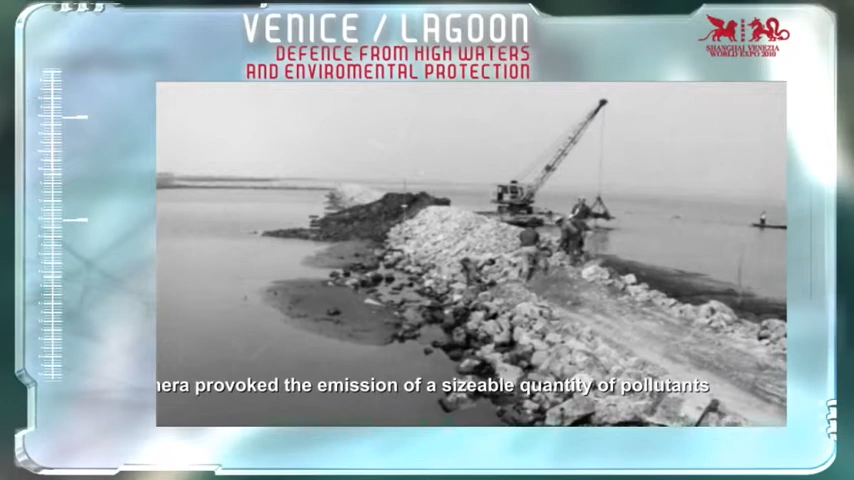 VENICE / LAGOON
DEFENCE FROM HIGH WATERS
AND ENVIROMENTAL PROTECTION
SHANGHAI VENEZIA
WORLD EXPO 2010
provoked the emission of a sizeable quantity of pollutants